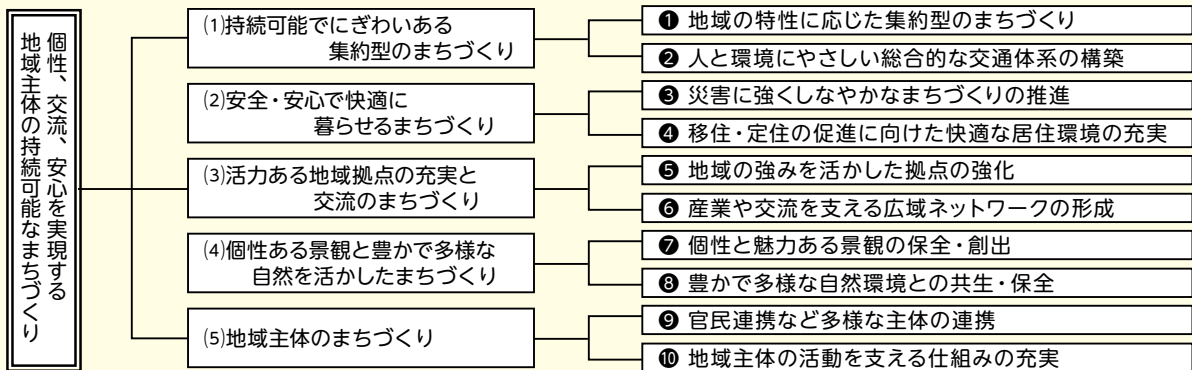 個性、交流、安心を実現する
地域主体の持続可能なまちづくり
⑴持続可能でにぎわいある
集約型のまちづくり
⑵安全・安心で快適に
暮らせるまちづくり
⑶活力ある地域拠点の充実と
交流のまちづくり
⑷個性ある景観と豊かで多様な
自然を活かしたまちづくり
⑸地域主体のまちづくり
❶ 地域の特性に応じた集約型のまちづくり
❷ 人と環境にやさしい総合的な交通体系の構築
❸ 災害に強くしなやかなまちづくりの推進
❹ 移住・定住の促進に向けた快適な居住環境の充実
❺ 地域の強みを活かした拠点の強化
❻ 産業や交流を支える広域ネットワークの形成
❼ 個性と魅力ある景観の保全・創出
❽ 豊かで多様な自然環境との共生・保全
❾ 官民連携など多様な主体の連携
❿ 地域主体の活動を支える仕組みの充実